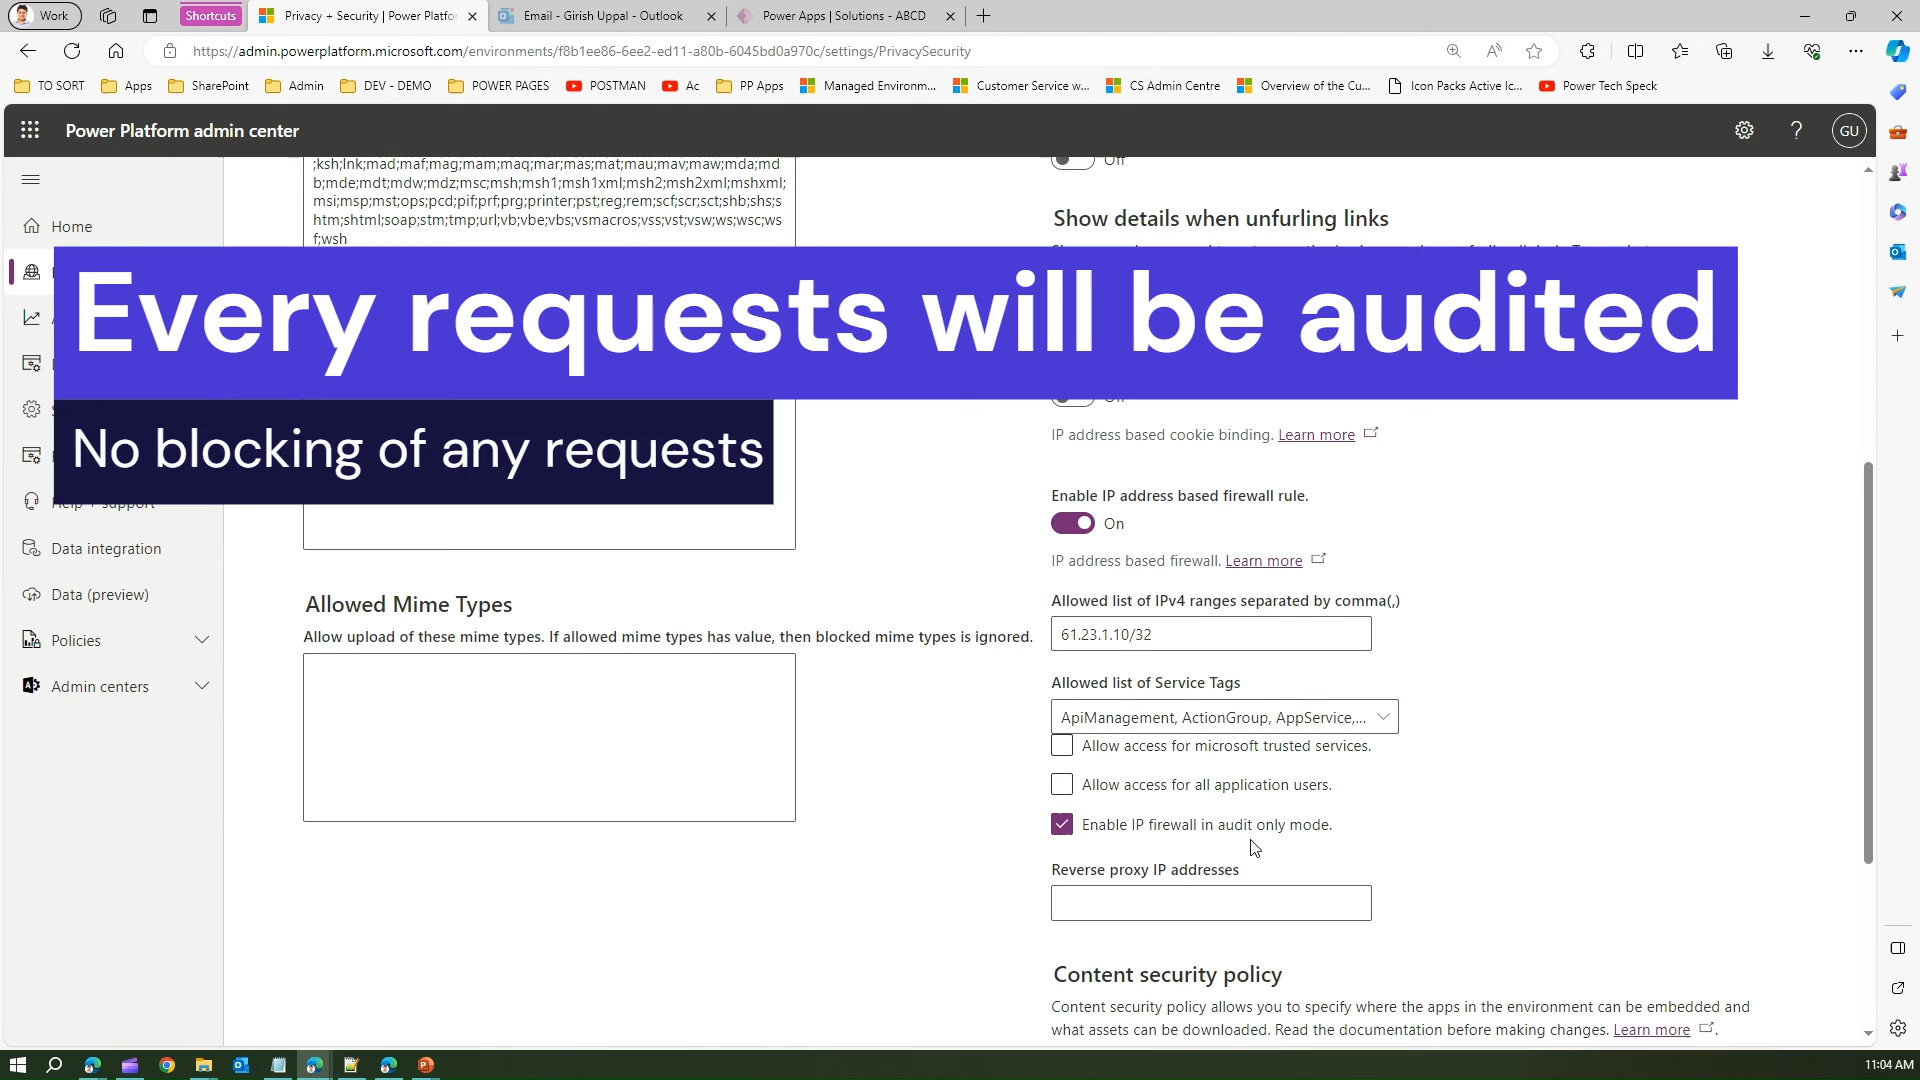 Work
Shortcuts
Privacy + Security | Power Platfor
Email - Girish Uppal - Outlook
Power Apps | Solutions - ABCD
https://admin.powerplatform.microsoft.com/environments/f8b1ee86-6ee2-ed11-a80b-6045bd0a970c/settings/PrivacySecurity
TO SORT
Apps
SharePoint
Admin
DEV - DEMO
POWER PAGES
POSTMAN
Ac
PP Apps
Managed Environm...
Customer Service w...
CS Admin Centre
Overview of the Cu...
Icon Packs Active Ic...
Power Tech Speck
Power Platform admin center
GU
Home
Data integration
Data (preview)
Policies
Admin centers
;ksh;lnk;mad;maf;mag;mam;maq;mar;mas;mat;mau;mav;maw;mda;md
b;mde;mdt;mdw;mdz;msc;msh;msh1;msh1xml;msh2;msh2xml;mshxml;
msi;msp;mst;ops;pcd;pif;prf;prg;printer;pst;reg;rem;scf;scr;sct;shb;shs;s
htm;shtml;soap;stm;tmp;url;vb;vbe;vbs;vsmacros;vss;vst;vsw;ws;wsc;ws
f;wsh
Every requests will be audited
No blocking of any requests
Allowed Mime Types
Allow upload of these mime types. If allowed mime types has value, then blocked mime types is ignored.
Off
Show details when unfurling links
IP address based cookie binding. Learn more
Enable IP address based firewall rule.
On
IP address based firewall. Learn more
Allowed list of IPv4 ranges separated by comma(,)
61.23.1.10/32
Allowed list of Service Tags
ApiManagement, ActionGroup, AppService,...
Allow access for microsoft trusted services.
Allow access for all application users.
Enable IP firewall in audit only mode.
Reverse proxy IP addresses
Content security policy
Content security policy allows you to specify where the apps in the environment can be embedded and
what assets can be downloaded. Read the documentation before making changes. Learn more .
11:04 AM